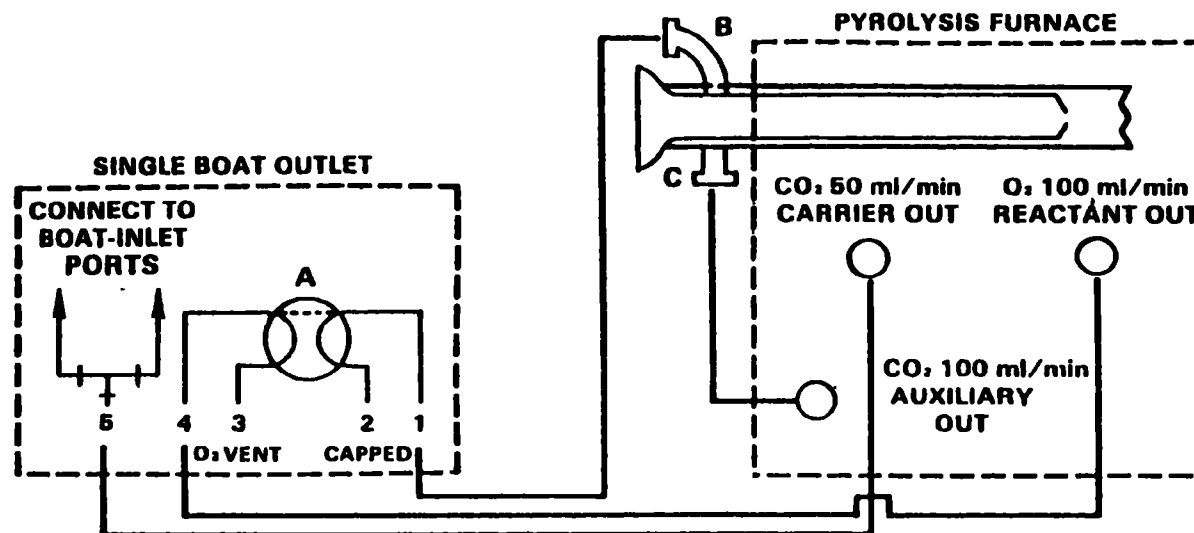 PYROLYSIS FURNACE
B
SINGLE BOAT OUTLET
CONNECT TO
BOAT-INLET
PORTS
A
C
CO₂ 50 ml/min
CARRIER OUT
O₂ 100 ml/min
REACTANT OUT
CO₂ 100 ml/min
AUXILIARY
OUT
5 4 3 2 1
O₂ VENT CAPPED